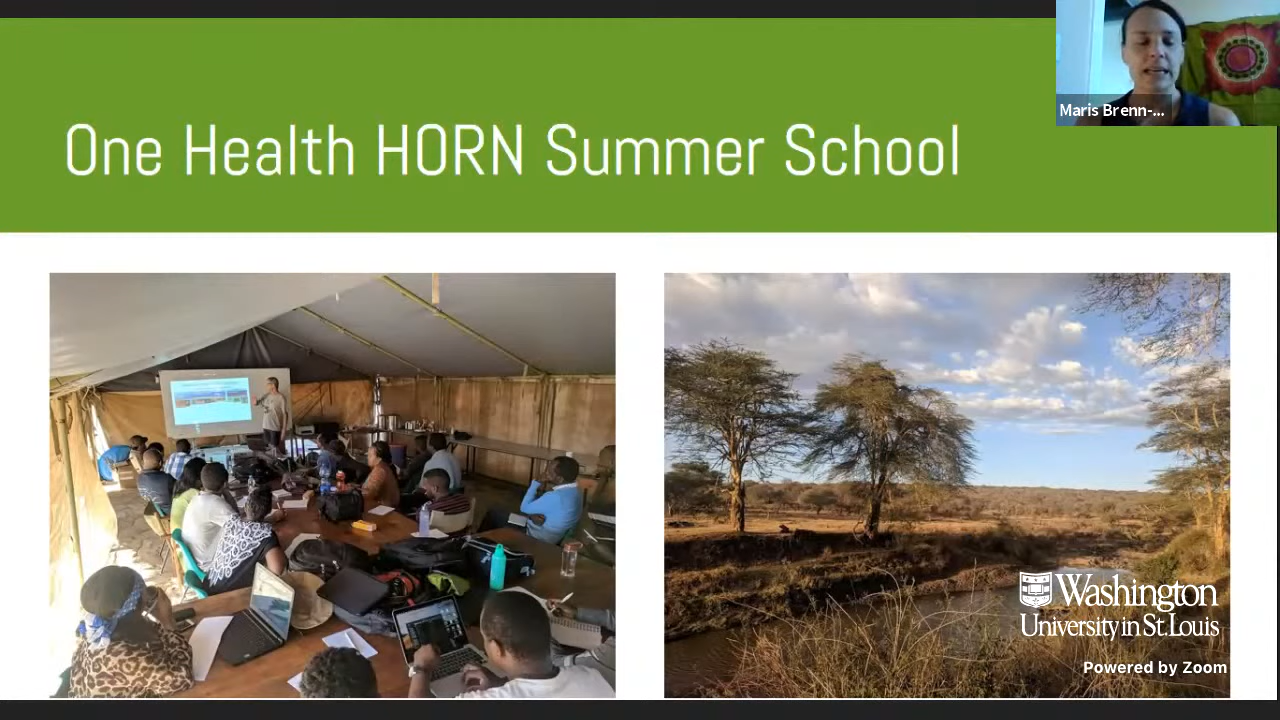 Maris Brenn-...
One Health HORN Summer School
Washington
University in St. Louis
Powered by Zoom